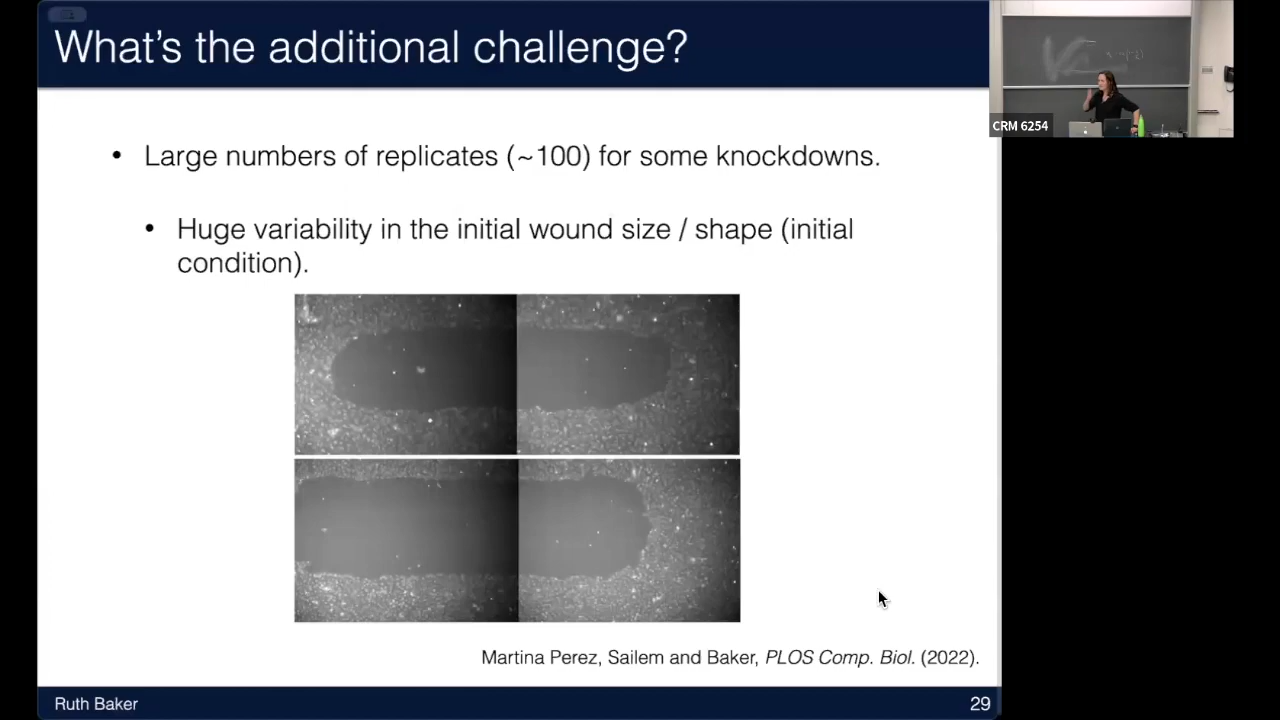 What's the additional challenge?
CRM 6254
• Large numbers of replicates (~100) for some knockdowns.
• Huge variability in the initial wound size / shape (initial
condition).
Martina Perez, Sailem and Baker, PLOS Comp. Biol. (2022).
Ruth Baker
29